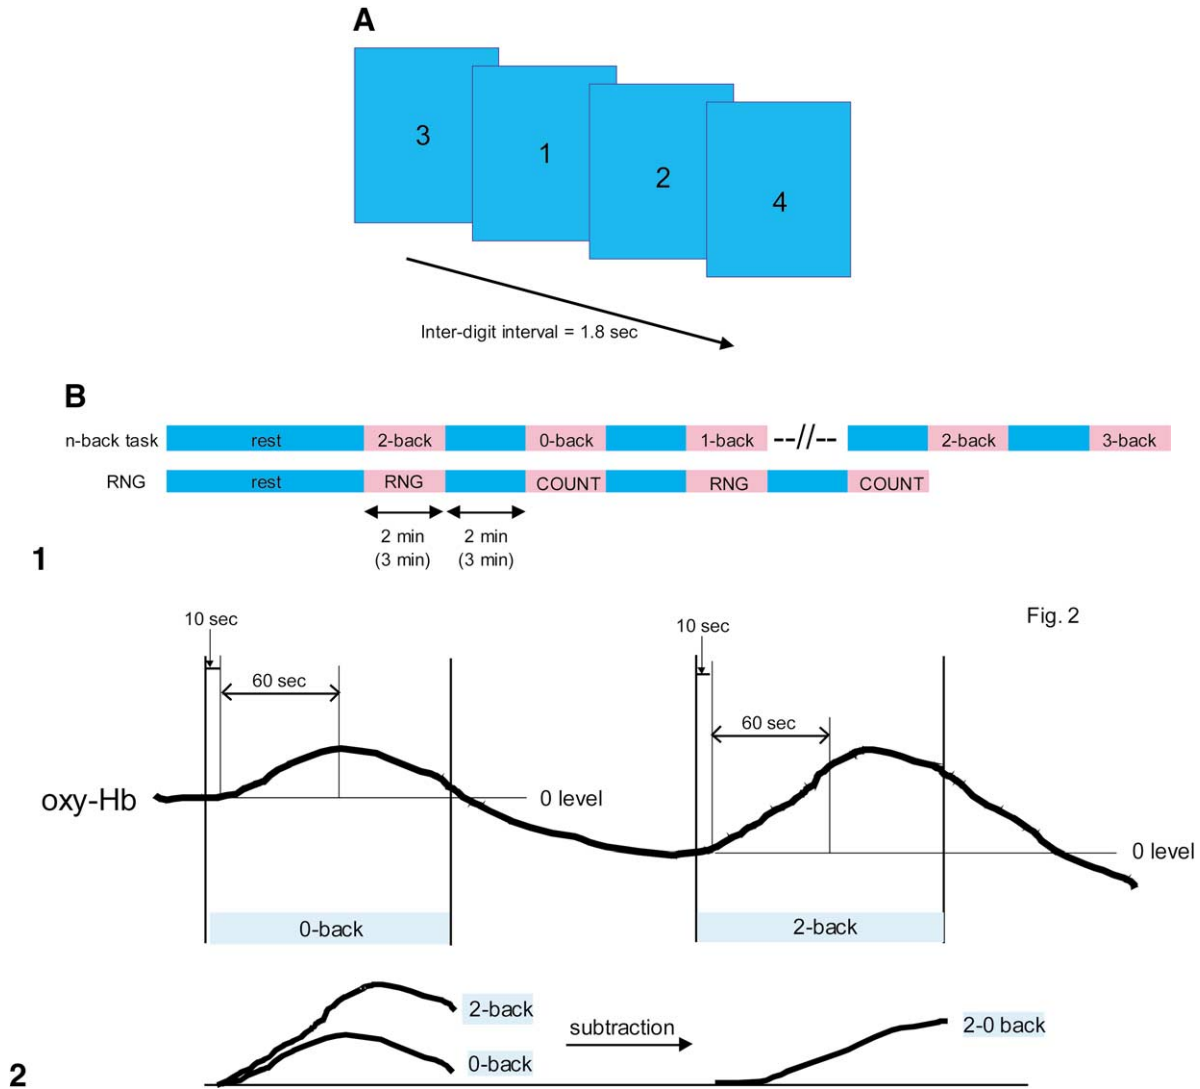 A
3
1
2
4
Inter-digit interval = 1.8 sec
B
n-back task rest 2-back 0-back 1-back --//-- 2-back 3-back
RNG rest RNG COUNT RNG COUNT
2 min 2 min
(3 min) (3 min)
1
Fig. 2
10 sec 10 sec
60 sec 60 sec
oxy-Hb 0 level 0 level
0-back 2-back
2-back
subtraction 2-0 back
0-back
2